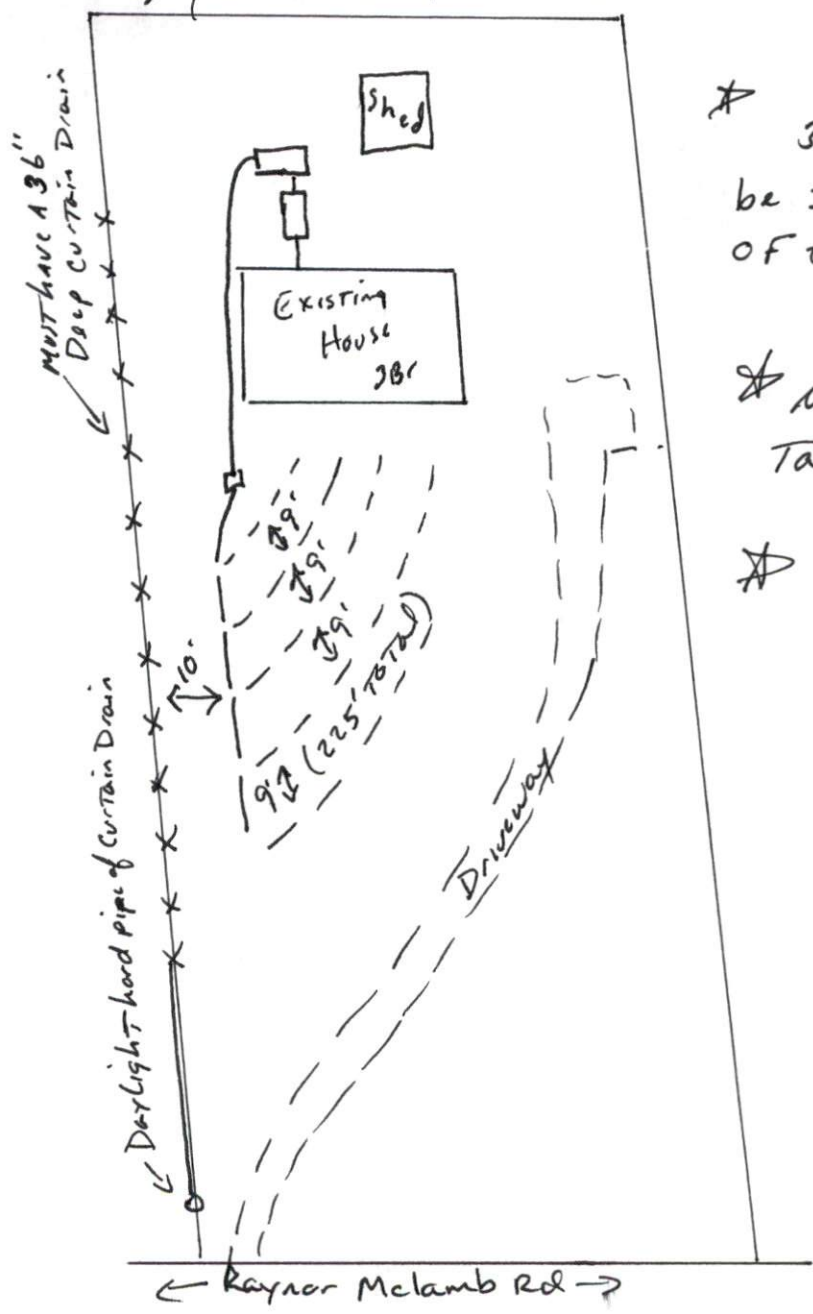 Shed
MUST HAVE A 36"
Deep Curtain Drain
Existing
House
3Br
be
OF
Ta
9'
9'
9'
10'
9' (225' Total)
Driveway
Daylight hard pipe of Curtain Drain
Raynor Mclamb Rd